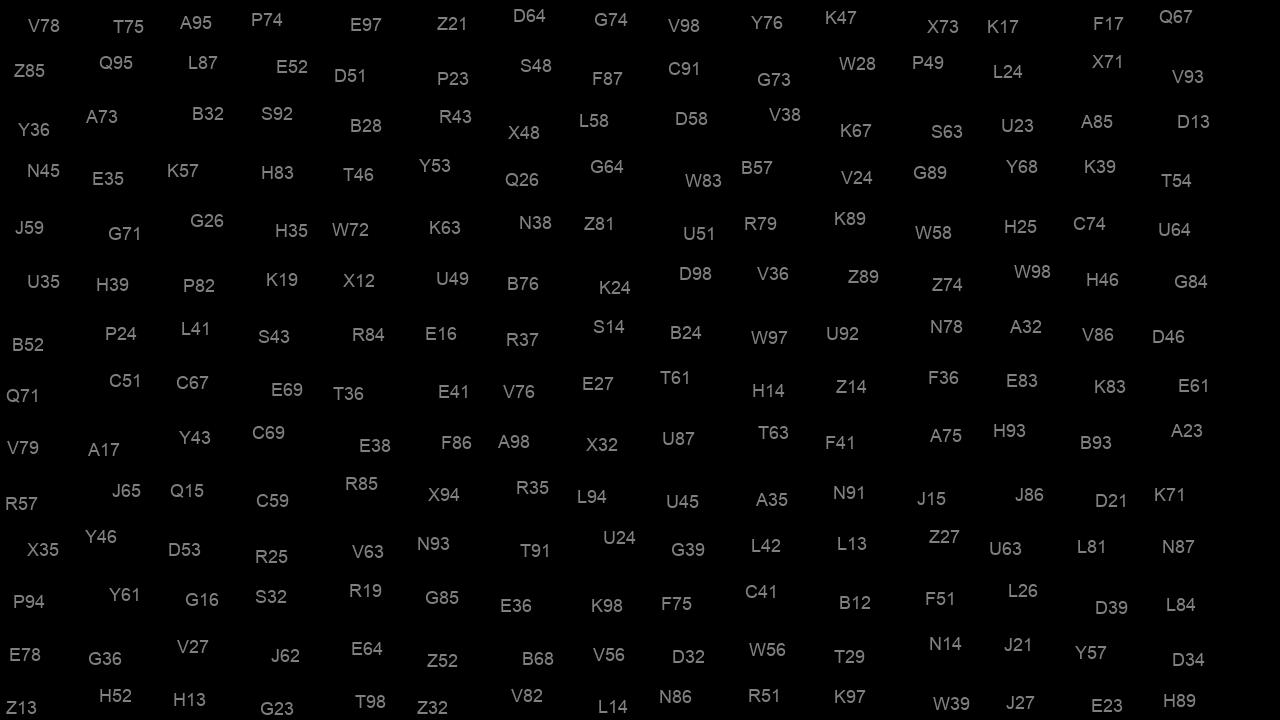 V78 T75 A95 P74 E97 Z21 D64 G74 V98 Y76 K47 X73 K17 F17 Q67
Z85 Q95 L87 E52 D51 P23 S48 F87 C91 G73 W28 P49 L24 X71 V93
Y36 A73 B32 S92 B28 R43 X48 L58 D58 V38 K67 S63 U23 A85 D13
N45 E35 K57 H83 T46 Y53 Q26 G64 W83 B57 V24 G89 Y68 K39 T54
J59 G71 G26 H35 W72 K63 N38 Z81 U51 R79 K89 W58 H25 C74 U64
U35 H39 P82 K19 X12 U49 B76 K24 D98 V36 Z89 Z74 W98 H46 G84
B52 P24 L41 S43 R84 E16 R37 S14 B24 W97 U92 N78 A32 V86 D46
Q71 C51 C67 E69 T36 E41 V76 E27 T61 H14 Z14 F36 E83 K83 E61
V79 A17 Y43 C69 E38 F86 A98 X32 U87 T63 F41 A75 H93 B93 A23
R57 J65 Q15 C59 R85 X94 R35 L94 U45 A35 N91 J15 J86 D21 K71
X35 Y46 D53 R25 V63 N93 T91 U24 G39 L42 L13 Z27 U63 L81 N87
P94 Y61 G16 S32 R19 G85 E36 K98 F75 C41 B12 F51 L26 D39 L84
E78 G36 V27 J62 E64 Z52 B68 V56 D32 W56 T29 N14 J21 Y57 D34
Z13 H52 H13 G23 T98 Z32 V82 L14 N86 R51 K97 W39 J27 E23 H89